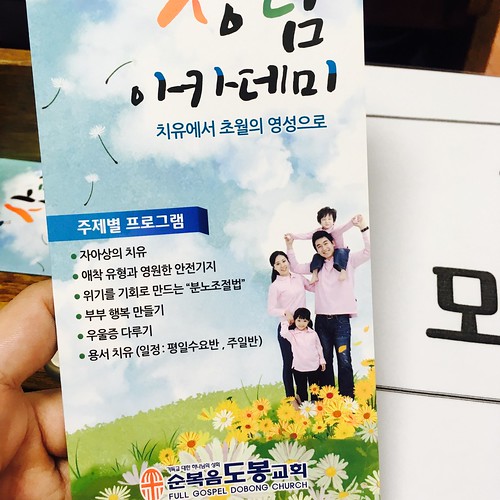 아카데미
치유에서 초월의 영성으로
주제별 프로그램
• 자아상의 치유
• 애착 유형과 영원한 안전기지
• 위기를 기회로 만드는 “분노조절법”
• 부부 행복 만들기
• 우울증 다루기
• 용서 치유 (일정 : 평일수요반 , 주일반)
모
순복음도봉교회
FULL GOSPEL DOBONG CHURCH